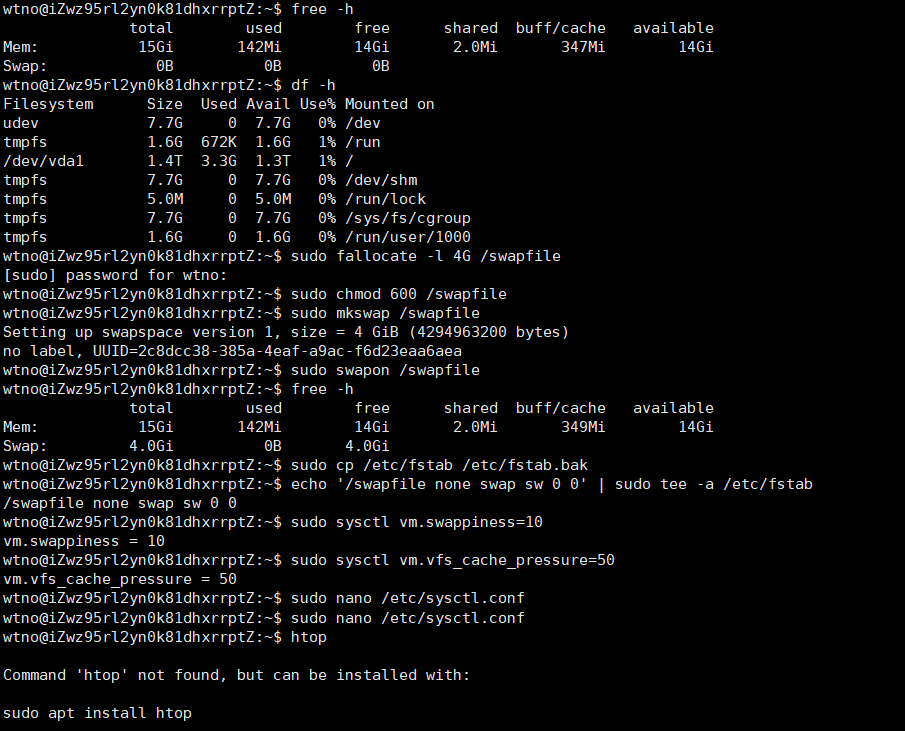 wtno@iZwz95rl2yn0k81dhxrrptZ:~$ free -h
              total        used        free      shared  buff/cache   available
Mem:           15Gi       142Mi        14Gi       2.0Mi       347Mi        14Gi
Swap:            0B          0B          0B
wtno@iZwz95rl2yn0k81dhxrrptZ:~$ df -h
Filesystem      Size  Used Avail Use% Mounted on
udev            7.7G     0  7.7G   0% /dev
tmpfs           1.6G  672K  1.6G   1% /run
/dev/vda1       1.4T  3.3G  1.3T   1% /
tmpfs           7.7G     0  7.7G   0% /dev/shm
tmpfs           5.0M     0  5.0M   0% /run/lock
tmpfs           7.7G     0  7.7G   0% /sys/fs/cgroup
tmpfs           1.6G     0  1.6G   0% /run/user/1000
wtno@iZwz95rl2yn0k81dhxrrptZ:~$ sudo fallocate -l 4G /swapfile
[sudo] password for wtno:
wtno@iZwz95rl2yn0k81dhxrrptZ:~$ sudo chmod 600 /swapfile
wtno@iZwz95rl2yn0k81dhxrrptZ:~$ sudo mkswap /swapfile
Setting up swapspace version 1, size = 4 GiB (4294963200 bytes)
no label, UUID=2c8dcc38-385a-4eaf-a9ac-f6d23eaa6aea
wtno@iZwz95rl2yn0k81dhxrrptZ:~$ sudo swapon /swapfile
wtno@iZwz95rl2yn0k81dhxrrptZ:~$ free -h
              total        used        free      shared  buff/cache   available
Mem:           15Gi       142Mi        14Gi       2.0Mi       349Mi        14Gi
Swap:         4.0Gi          0B       4.0Gi
wtno@iZwz95rl2yn0k81dhxrrptZ:~$ sudo cp /etc/fstab /etc/fstab.bak
wtno@iZwz95rl2yn0k81dhxrrptZ:~$ echo '/swapfile none swap sw 0 0' | sudo tee -a /etc/fstab
/swapfile none swap sw 0 0
wtno@iZwz95rl2yn0k81dhxrrptZ:~$ sudo sysctl vm.swappiness=10
vm.swappiness = 10
wtno@iZwz95rl2yn0k81dhxrrptZ:~$ sudo sysctl vm.vfs_cache_pressure=50
vm.vfs_cache_pressure = 50
wtno@iZwz95rl2yn0k81dhxrrptZ:~$ sudo nano /etc/sysctl.conf
wtno@iZwz95rl2yn0k81dhxrrptZ:~$ sudo nano /etc/sysctl.conf
wtno@iZwz95rl2yn0k81dhxrrptZ:~$ htop
Command 'htop' not found, but can be installed with:
sudo apt install htop